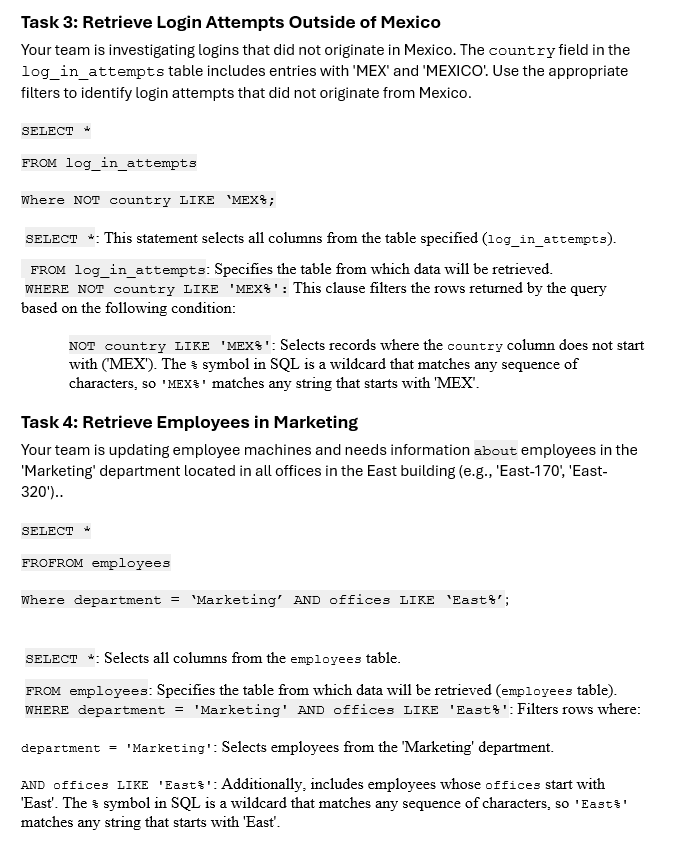 Task 3: Retrieve Login Attempts Outside of Mexico
Your team is investigating logins that did not originate in Mexico. The country field in the
log_in_attempts table includes entries with 'MEX' and 'MEXICO'. Use the appropriate
filters to identify login attempts that did not originate from Mexico.
SELECT *
FROM log_in_attempts
Where NOT country LIKE ‵MEX%;
SELECT *: This statement selects all columns from the table specified (log_in_attempts).
FROM log_in_attempts: Specifies the table from which data will be retrieved.
WHERE NOT country LIKE 'MEX%': This clause filters the rows returned by the query
based on the following condition:
NOT country LIKE 'MEX%': Selects records where the country column does not start
with ('MEX'). The % symbol in SQL is a wildcard that matches any sequence of
characters, so 'MEX%' matches any string that starts with 'MEX'.
Task 4: Retrieve Employees in Marketing
Your team is updating employee machines and needs information about employees in the
'Marketing' department located in all offices in the East building (e.g., 'East-170', 'East-
320')..
SELECT *
FROFROM employees
Where department = ‵Marketing′ AND offices LIKE ‵East%′;
SELECT *: Selects all columns from the employees table.
FROM employees: Specifies the table from which data will be retrieved (employees table).
WHERE department = 'Marketing' AND offices LIKE 'East%': Filters rows where:
department = 'Marketing': Selects employees from the 'Marketing' department.
AND offices LIKE 'East%': Additionally, includes employees whose offices start with
'East'. The % symbol in SQL is a wildcard that matches any sequence of characters, so 'East%'
matches any string that starts with 'East'.